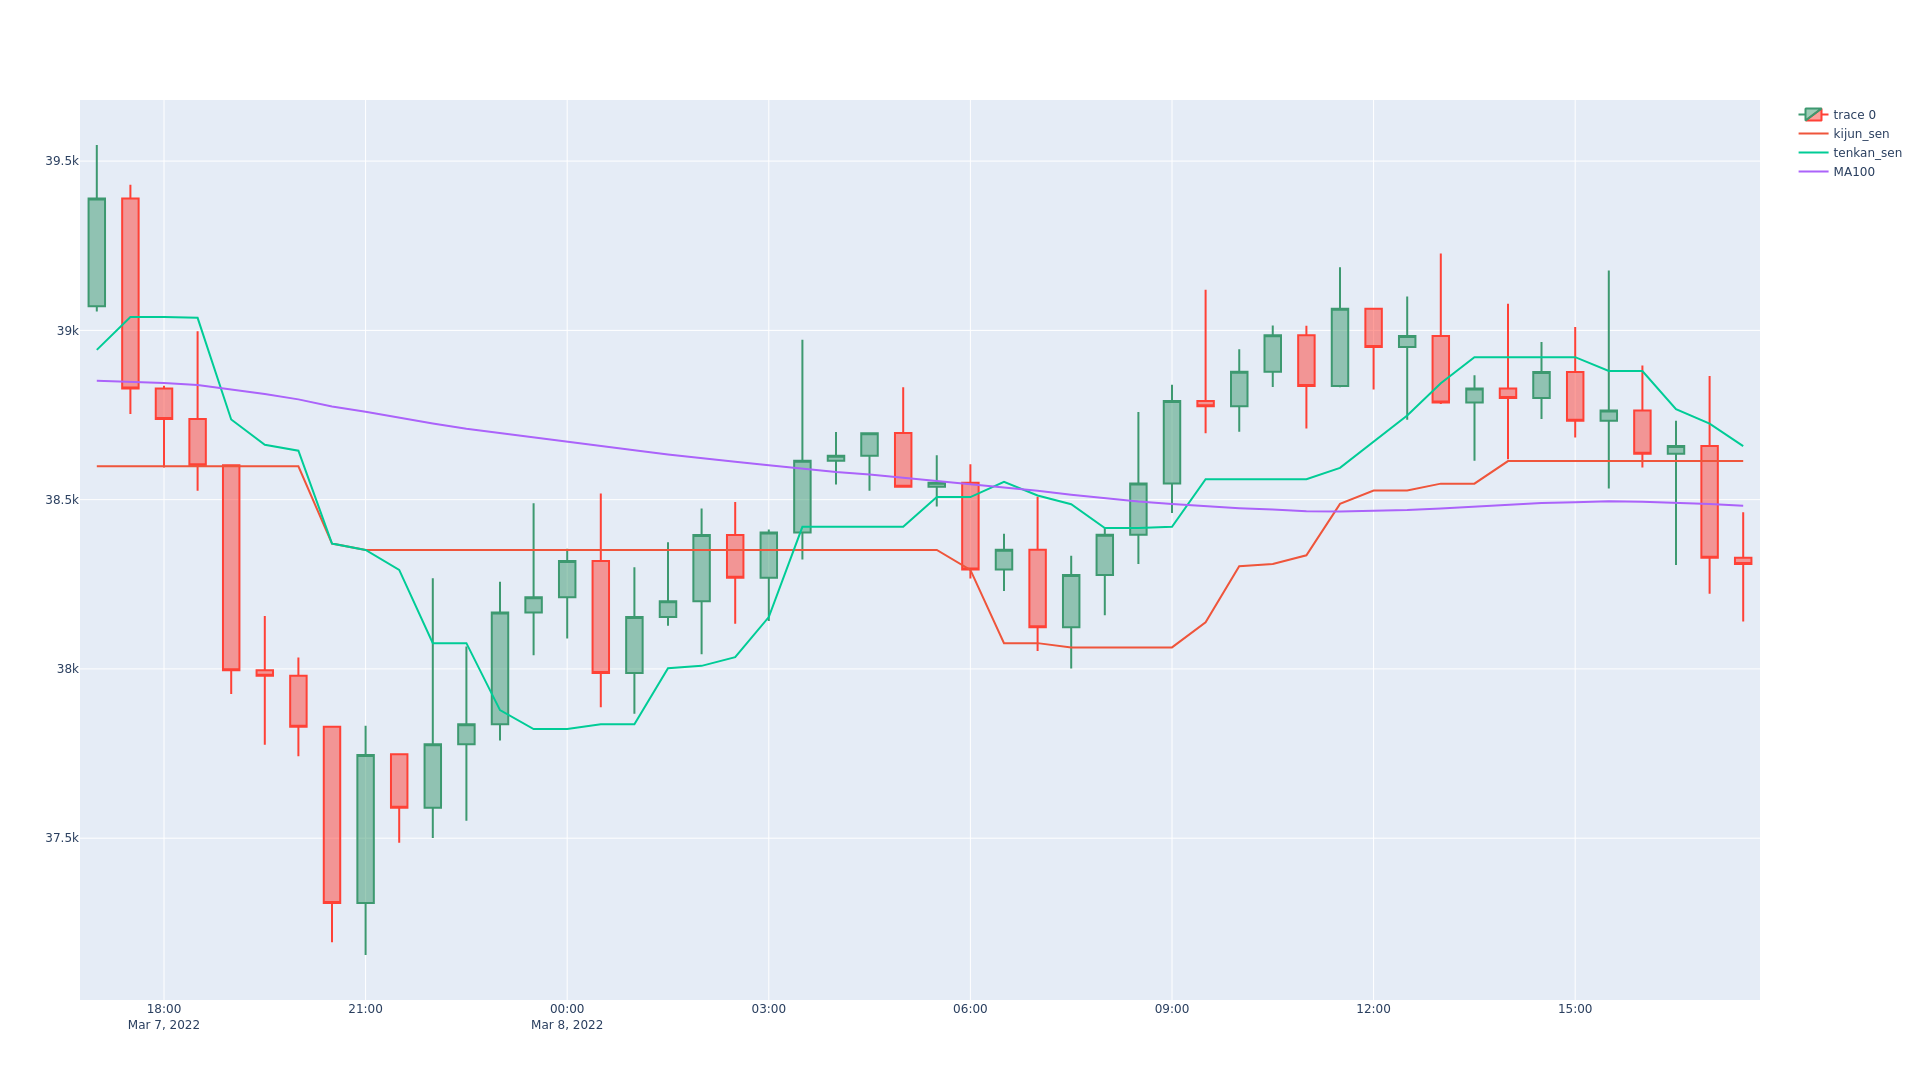 39.5k
39k
38.5k
38k
37.5k
18:00
Mar 7, 2022
21:00
00:00
Mar 8, 2022
03:00
06:00
09:00
12:00
15:00
trace 0
kijun_sen
tenkan_sen
MA100